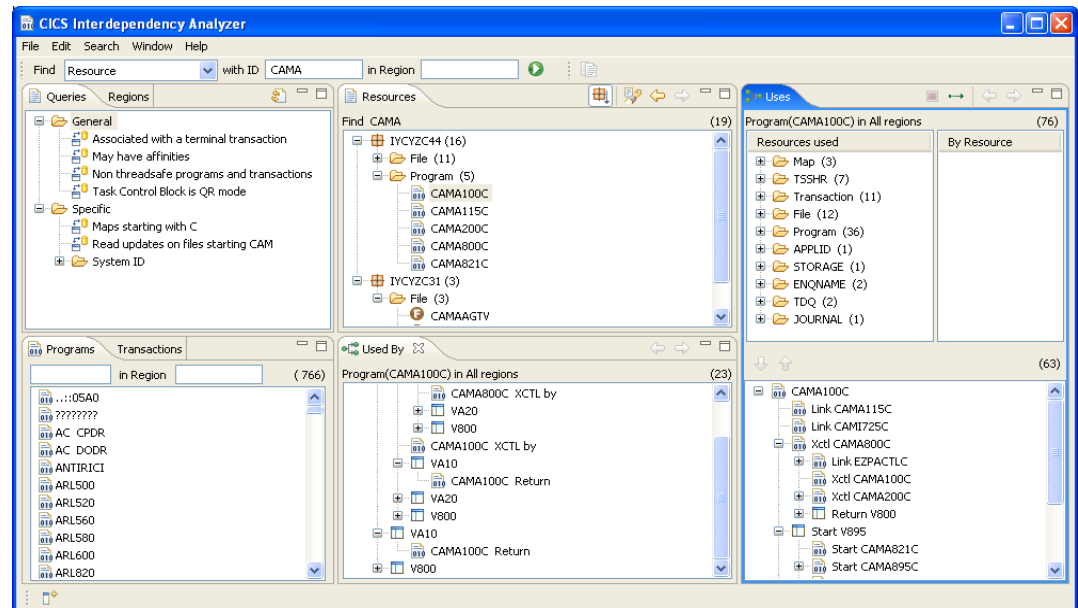 CICS Interdependency Analyzer
File Edit Search Window Help
Find Resource with ID CAMA in Region
Queries Regions
General
Associated with a terminal transaction
May have affinities
Non threadsafe programs and transactions
Task Control Block is QR mode
Specific
Maps starting with C
Read updates on files starting CAM
System ID
Resources
Find CAMA (19)
IYCYZC44 (16)
File (11)
Program (5)
CAMA100C
CAMA115C
CAMA200C
CAMA800C
CAMA821C
IYCYZC31 (3)
File (3)
CAMAAGTV
Uses
Program(CAMA100C) in All regions (76)
Resources used By Resource
Map (3)
TSSHR (7)
Transaction (11)
File (12)
Program (36)
APPLID (1)
STORAGE (1)
ENQNAME (2)
TDQ (2)
JOURNAL (1)
(63)
CAMA100C
Link CAMA115C
Link CAMI725C
Xctl CAMA800C
Link EZPACTLC
Xctl CAMA100C
Xctl CAMA200C
Return V800
Start V895
Start CAMA821C
Start CAMA895C
Programs Transactions
in Region (766)
..::05A0
????????
AC CPDR
AC DODR
ANTIRICI
ARL500
ARL520
ARL560
ARL580
ARL600
ARL820
Used By
Program(CAMA100C) in All regions (23)
CAMA800C XCTL by
VA20
V800
CAMA100C XCTL by
VA10
CAMA100C Return
VA20
V800
VA10
CAMA100C Return
V800